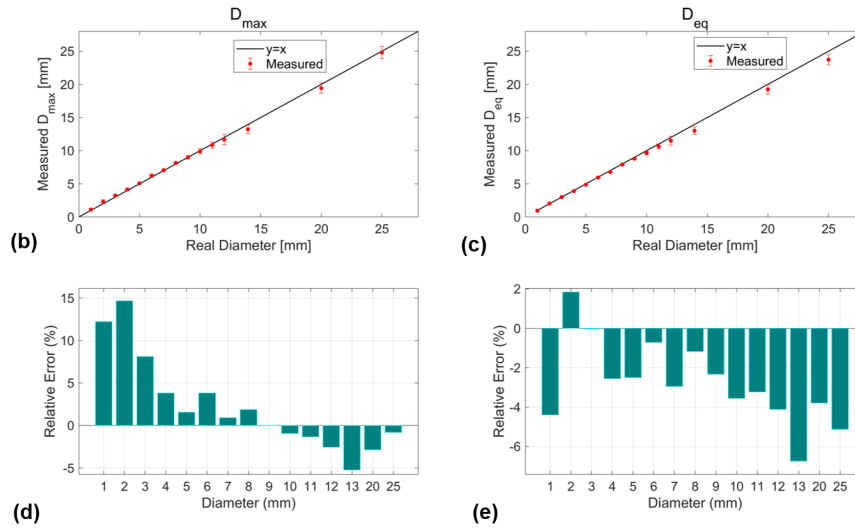 D_max
25
20
15
10
5
0
Measured D_max [mm]
y=x
Measured
0 5 10 15 20 25
Real Diameter [mm]
(b)
D_eq
25
20
15
10
5
0
Measured D_eq [mm]
y=x
Measured
0 5 10 15 20 25
Real Diameter [mm]
(c)
15
10
5
0
-5
Relative Error (%)
1 2 3 4 5 6 7 8 9 10 11 12 13 20 25
Diameter (mm)
(d)
2
0
-2
-4
-6
Relative Error (%)
1 2 3 4 5 6 7 8 9 10 11 12 13 20 25
Diameter (mm)
(e)